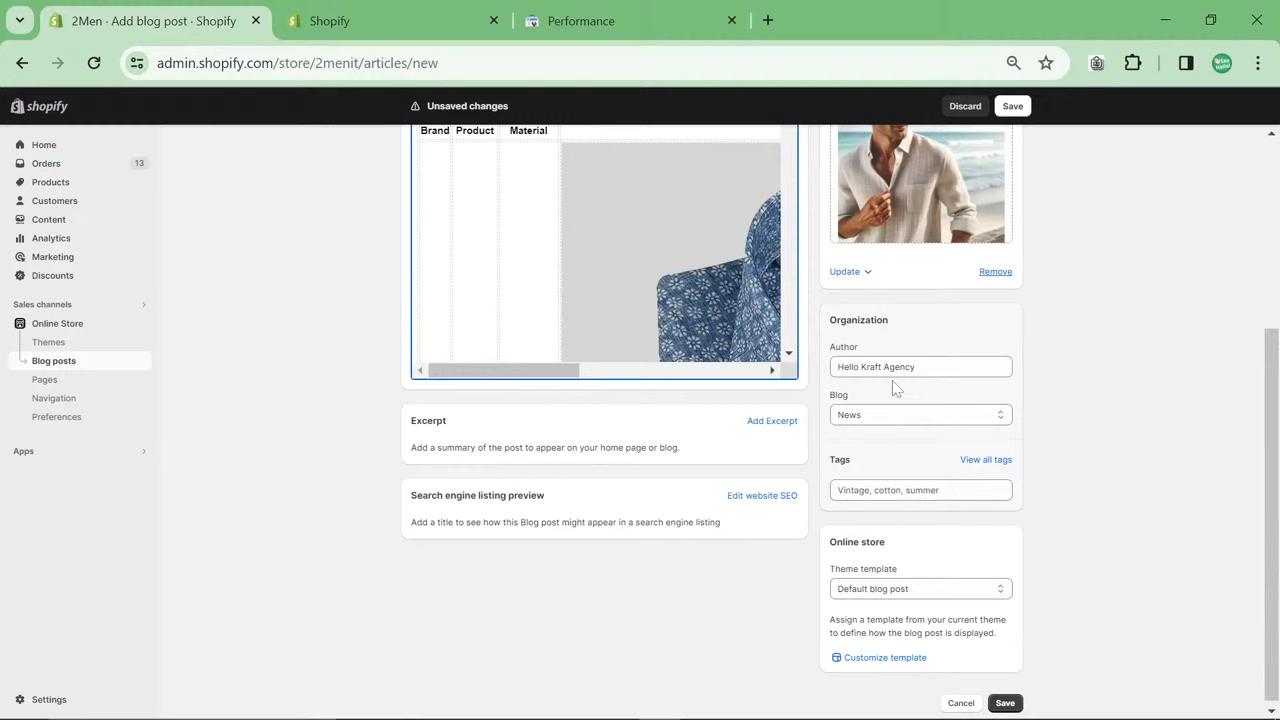 2Men - Add blog post · Shopify
Shopify
Performance
admin.shopify.com/store/2menit/articles/new
shopify
Unsaved changes
Discard
Save
Home
Orders
13
Products
Customers
Content
Analytics
Marketing
Discounts
Sales channels
Online Store
Themes
Blog posts
Pages
Navigation
Preferences
Apps
Settings
Brand
Product
Material
Excerpt
Add Excerpt
Add a summary of the post to appear on your home page or blog.
Search engine listing preview
Edit website SEO
Add a title to see how this Blog post might appear in a search engine listing
Update
Remove
Organization
Author
Hello Kraft Agency
Blog
News
Tags
View all tags
Vintage, cotton, summer
Online store
Theme template
Default blog post
Assign a template from your current theme
to define how the blog post is displayed.
Customize template
Cancel
Save